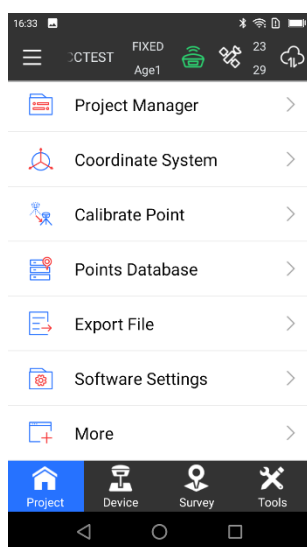 16:33
FIXED 23
CCTEST
Age1 29
Project Manager
Coordinate System
Calibrate Point
Points Database
Export File
Software Settings
More
Project Device Survey Tools